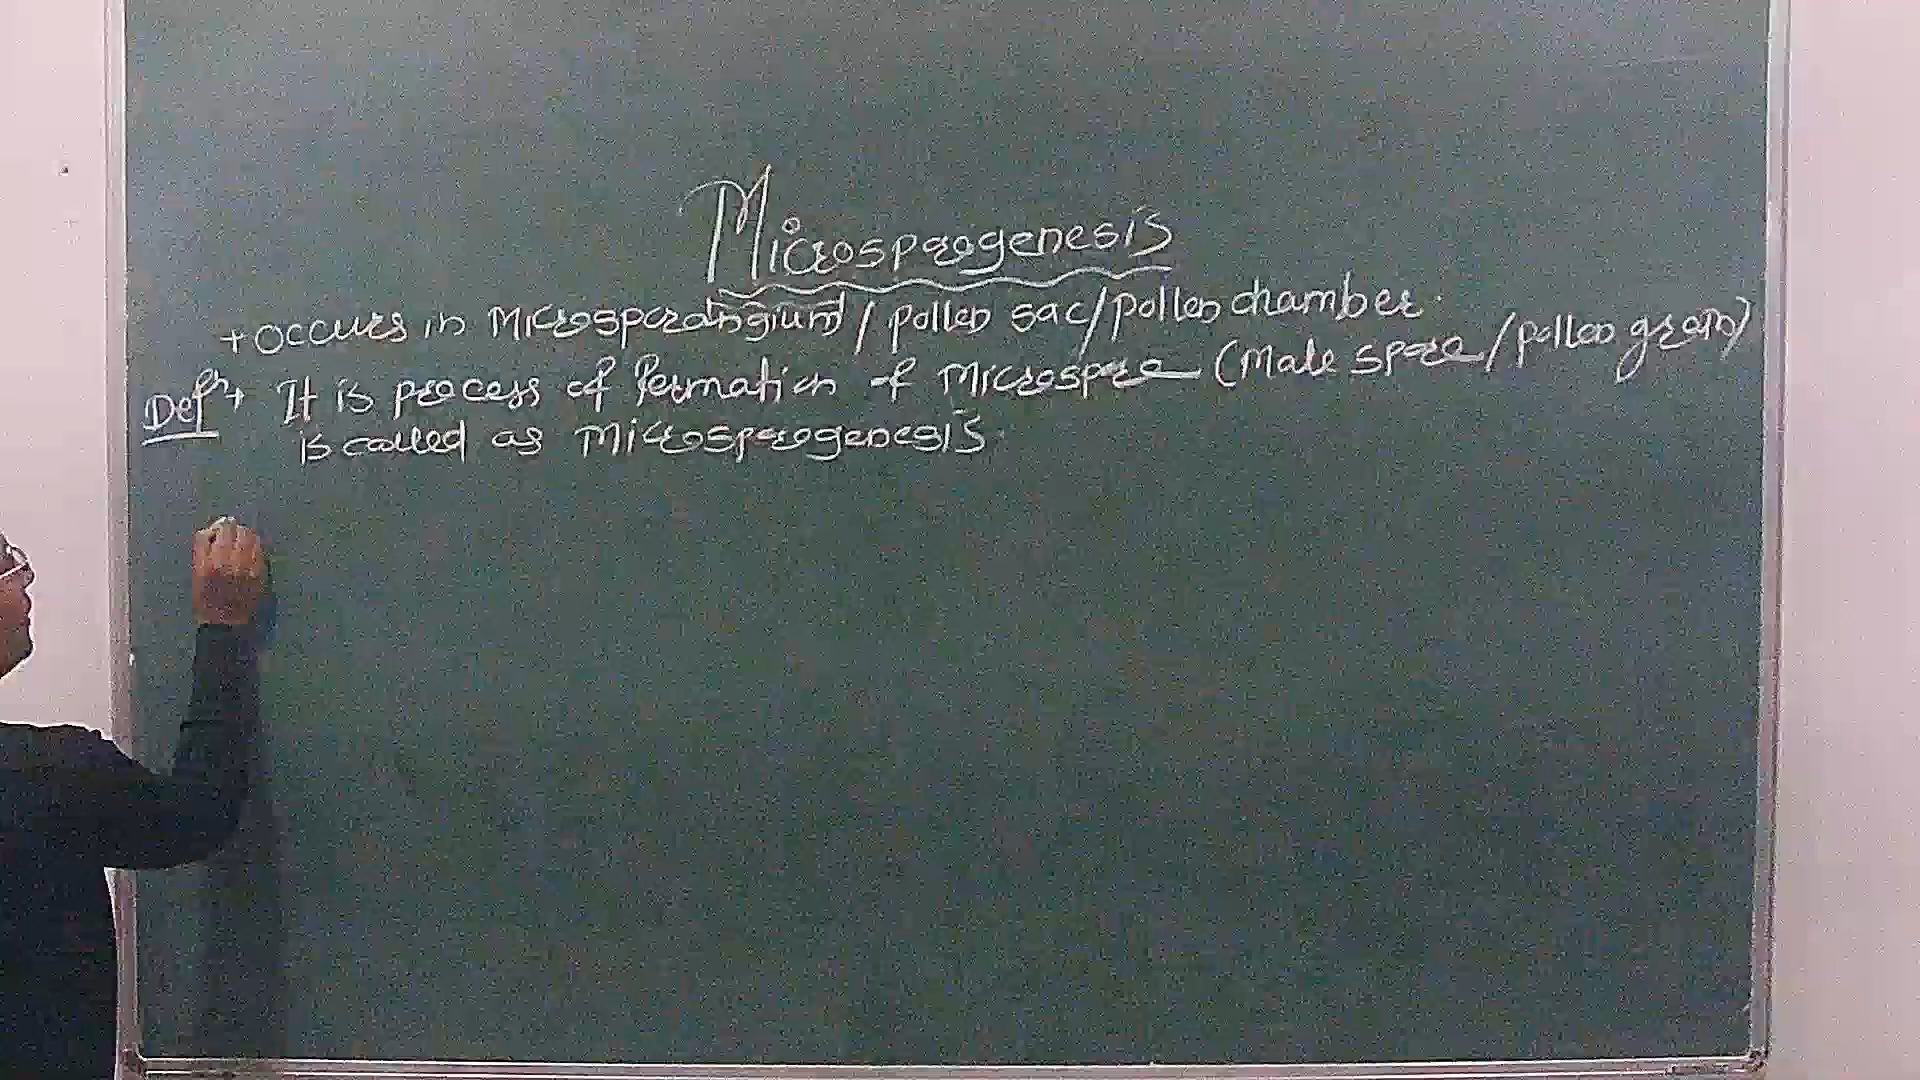 Microsporogenesis
→ occurs in Microsporangium / pollen sac / pollen chamber.
Defn → It is process of formation of Microspore (Male spore / pollen grain)
is called as Microsporogenesis.